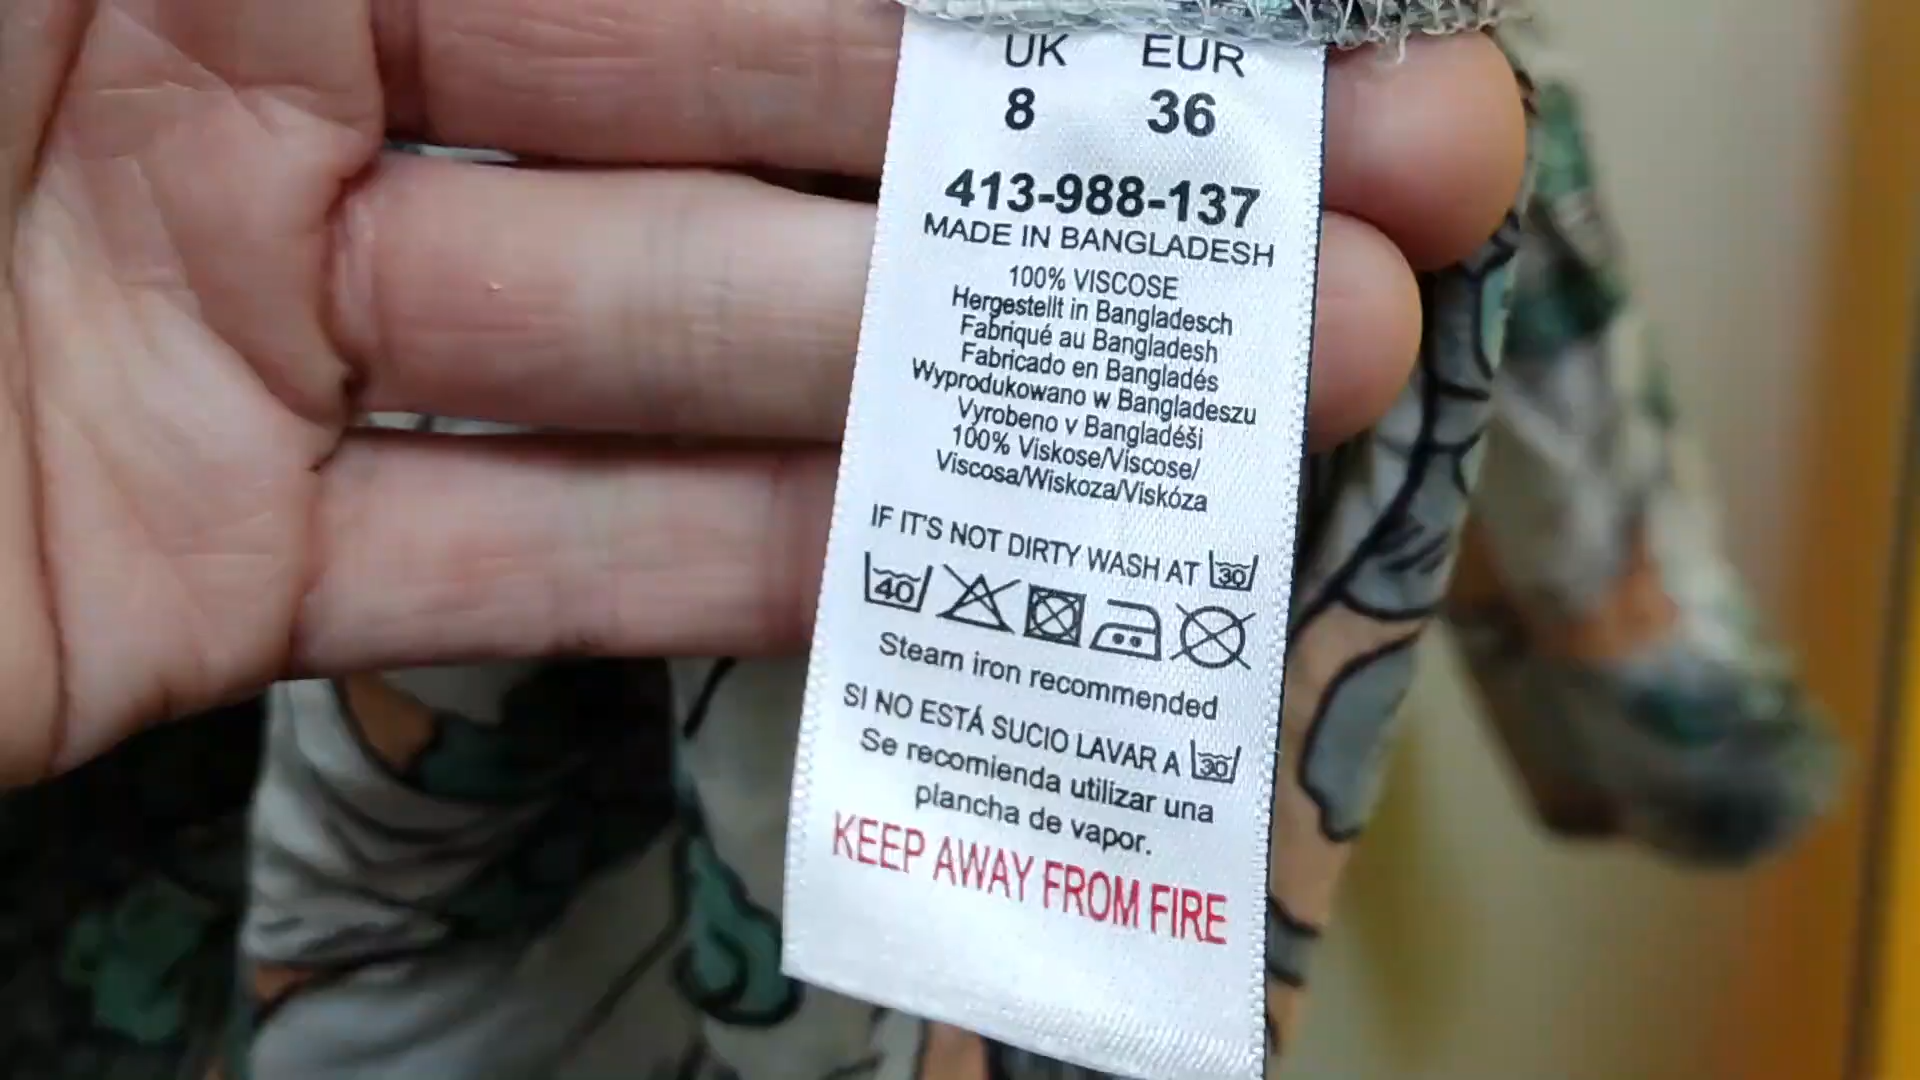 UK EUR
8 36
413-988-137
MADE IN BANGLADESH
100% VISCOSE
Hergestellt in Bangladesch
Fabriqué au Bangladesh
Fabricado en Bangladés
Wyprodukowano w Bangladeszu
Vyrobeno v Bangladéši
100% Viskose/Viscose/
Viscosa/Wiskoza/Viskóza
IF IT'S NOT DIRTY WASH AT 30
40
Steam iron recommended
SI NO ESTÁ SUCIO LAVAR A 30
Se recomienda utilizar una
plancha de vapor.
KEEP AWAY FROM FIRE